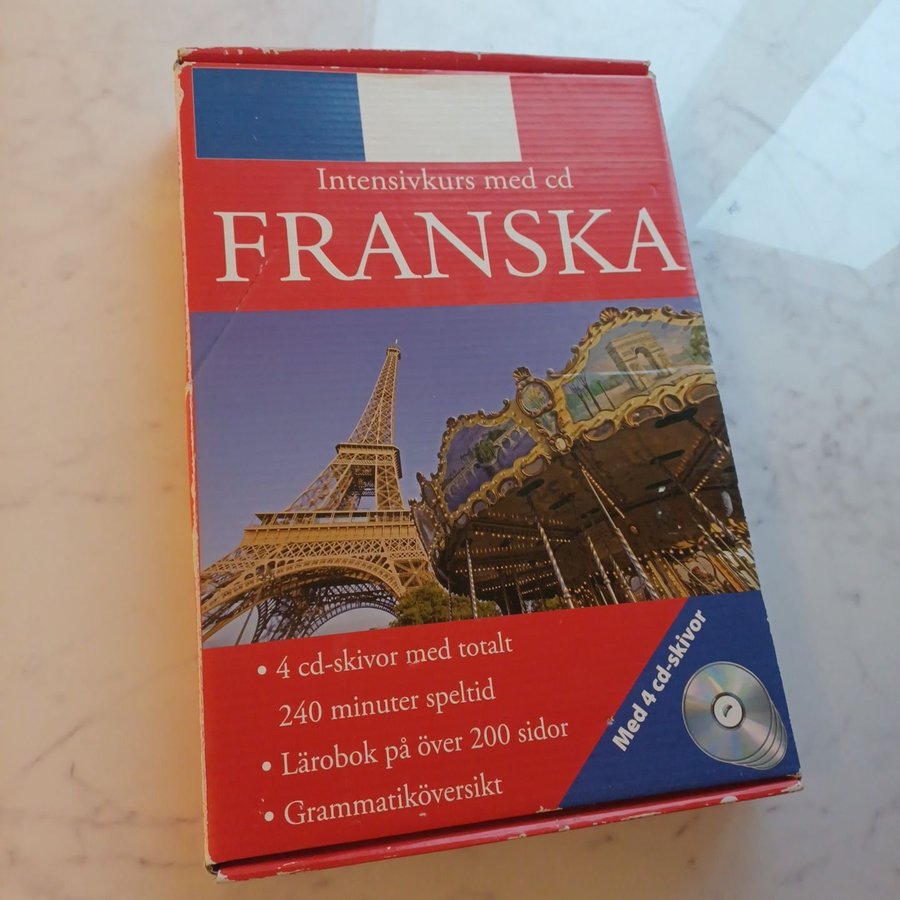 Intensivkurs med cd
FRANSKA
• 4 cd-skivor med totalt
240 minuter speltid
• Lärobok på över 200 sidor
• Grammatiköversikt
Med 4 cd-skivor